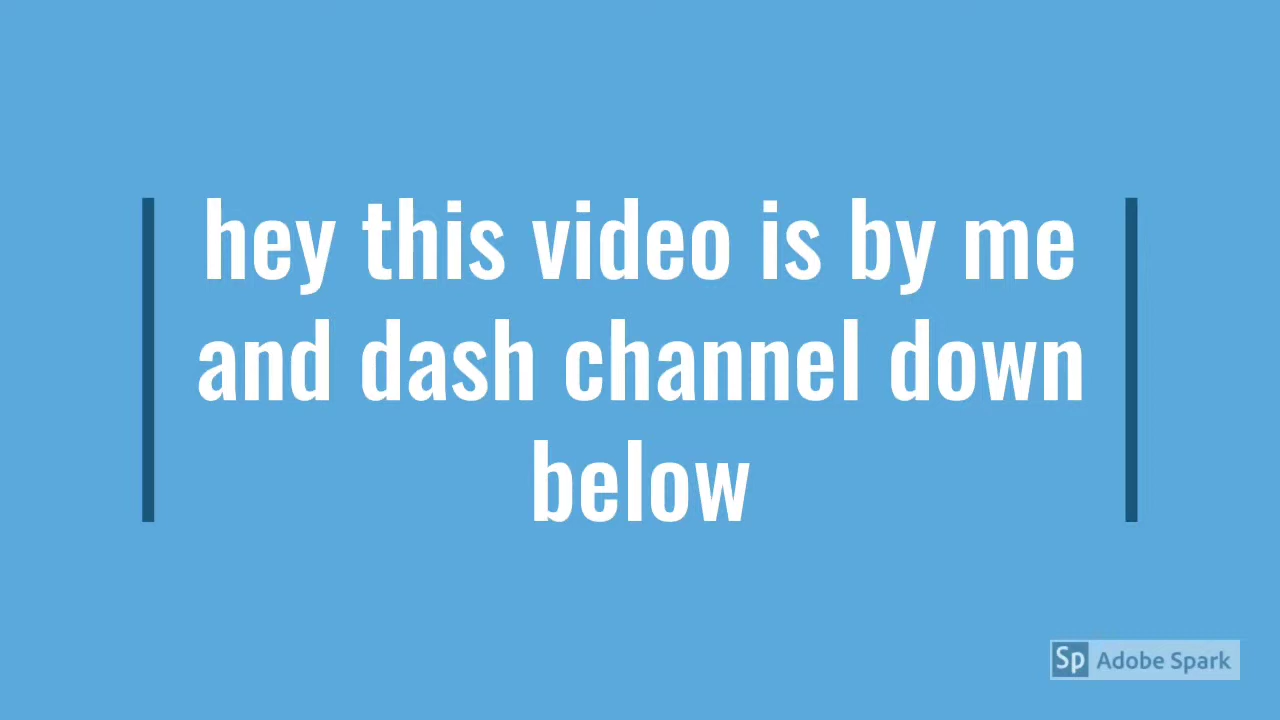 hey this video is by me
and dash channel down
below
Sp Adobe Spark